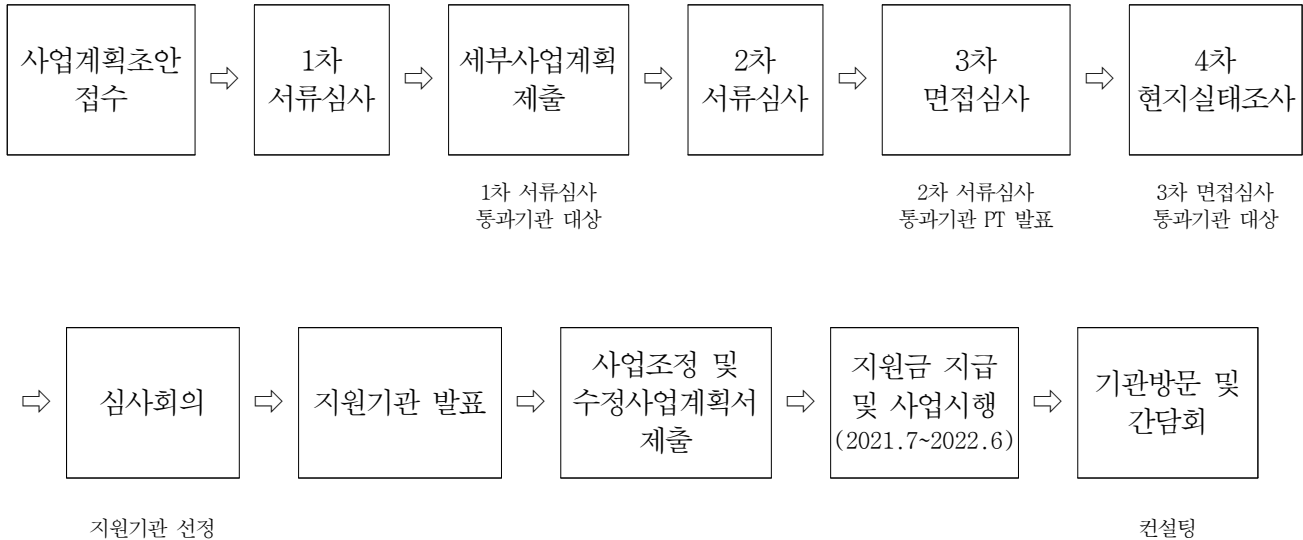 사업계획초안
접수
⇨
1차
서류심사
⇨
세부사업계획
제출
⇨
2차
서류심사
⇨
3차
면접심사
⇨
4차
현지실태조사
1차 서류심사
통과기관 대상
2차 서류심사
통과기관 PT 발표
3차 면접심사
통과기관 대상
⇨
심사회의
⇨
지원기관 발표
⇨
사업조정 및
수정사업계획서
제출
⇨
지원금 지급
및 사업시행
(2021.7~2022.6)
⇨
기관방문 및
간담회
지원기관 선정
컨설팅